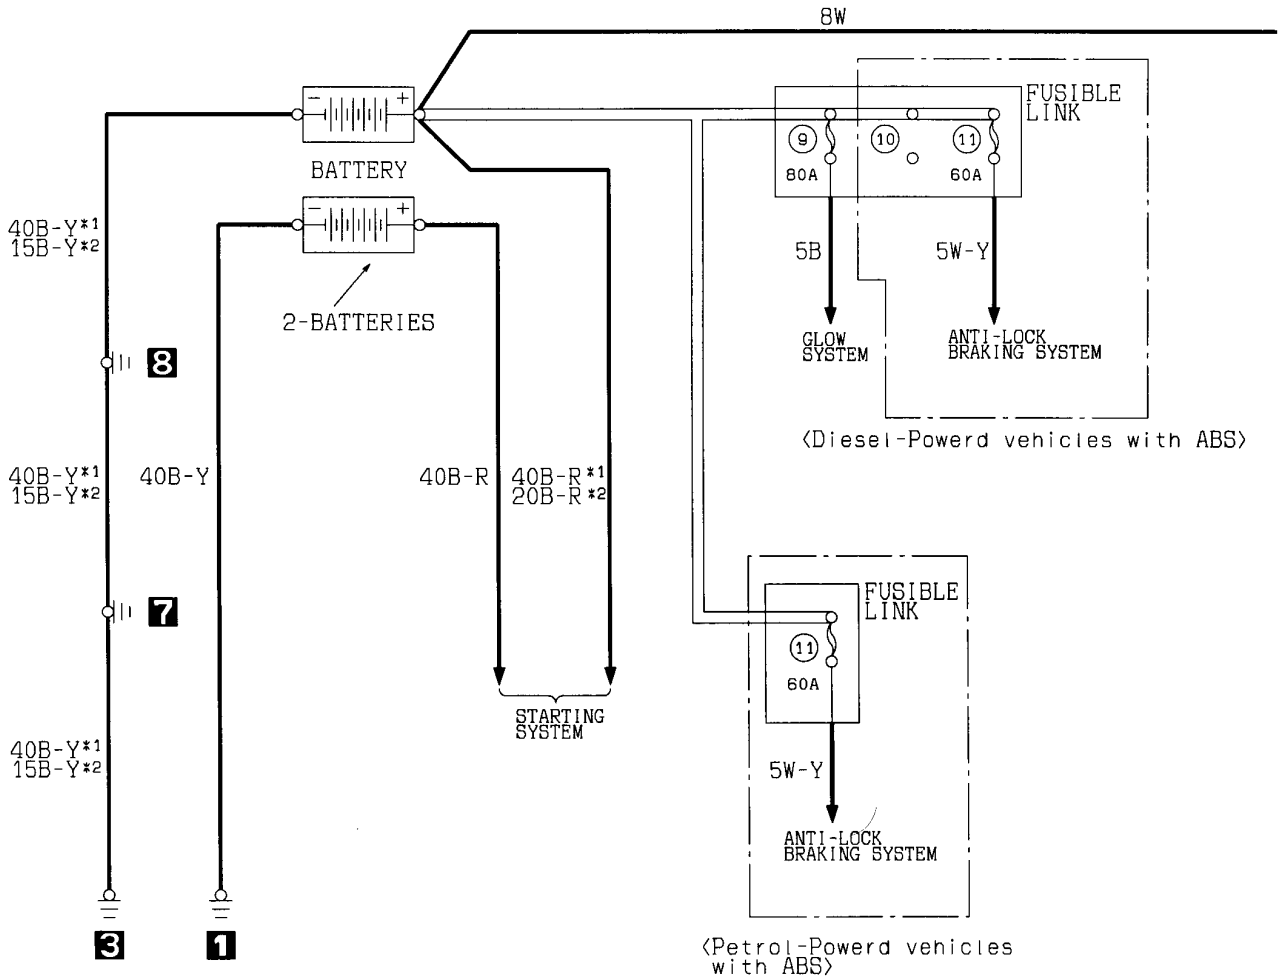 8W
FUSIBLE
LINK
− +
⑨ ⑩ ⑪
80A 60A
BATTERY
− +
40B-Y*1
15B-Y*2
5B 5W-Y
2-BATTERIES
GLOW
SYSTEM
ANTI-LOCK
BRAKING SYSTEM
8
〈Diesel-Powerd vehicles with ABS〉
40B-Y*1
15B-Y*2
40B-Y
40B-R
40B-R*1
20B-R*2
FUSIBLE
LINK
7
⑪
60A
STARTING
SYSTEM
40B-Y*1
15B-Y*2
5W-Y
ANTI-LOCK
BRAKING SYSTEM
3 1
〈Petrol-Powerd vehicles
with ABS〉